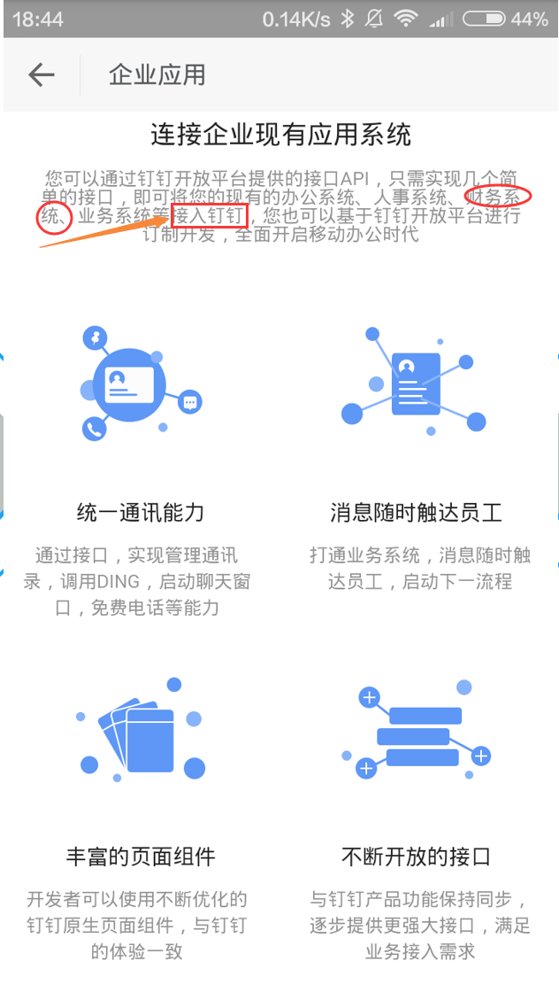 18:44 0.14K/s 44%
企业应用
连接企业现有应用系统
您可以通过钉钉开放平台提供的接口API，只需实现几个简
单的接口，即可将您的现有的办公系统、人事系统、财务系
统、业务系统等接入钉钉，您也可以基于钉钉开放平台进行
订制开发，全面开启移动办公时代
统一通讯能力
通过接口，实现管理通讯
录，调用DING，启动聊天窗
口，免费电话等能力
消息随时触达员工
打通业务系统，消息随时触
达员工，启动下一流程
丰富的页面组件
开发者可以使用不断优化的
钉钉原生页面组件，与钉钉
的体验一致
不断开放的接口
与钉钉产品功能保持同步，
逐步提供更强大接口，满足
业务接入需求